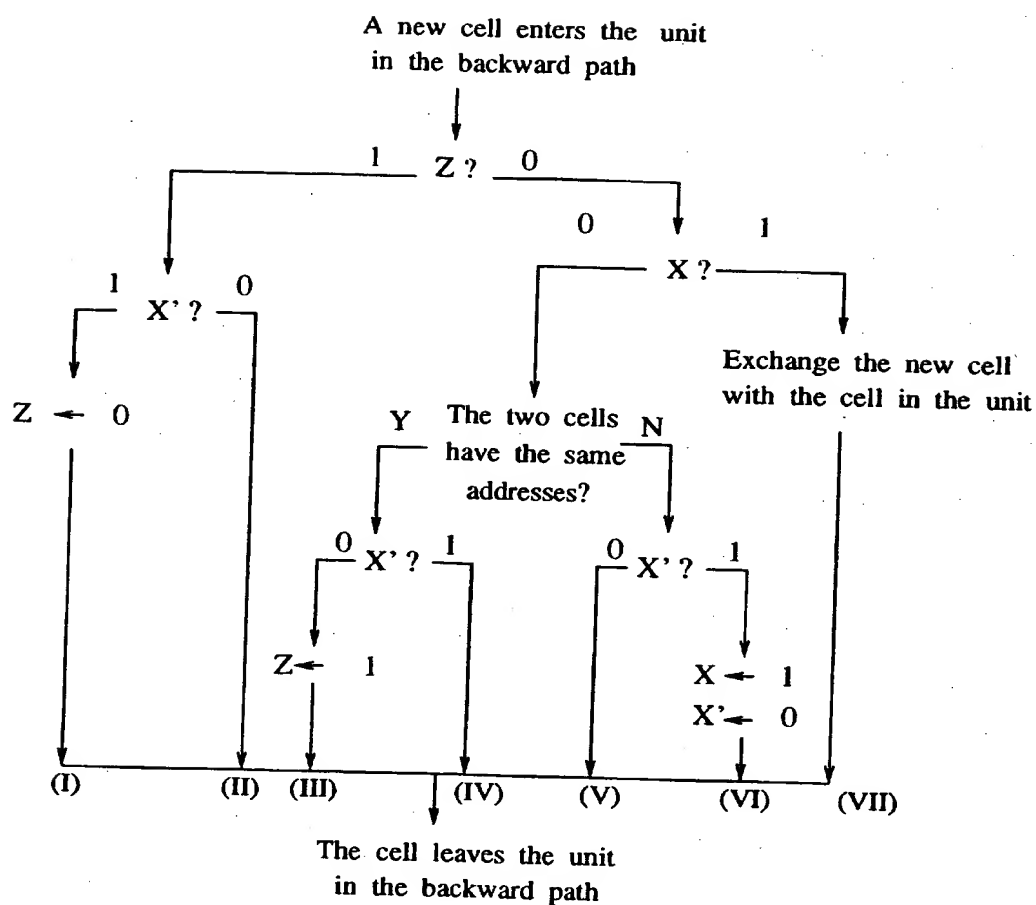 A new cell enters the unit
in the backward path
1 Z ? 0
0 1
X ?
1 X' ? 0
Exchange the new cell
with the cell in the unit
Z ← 0
Y The two cells N
have the same
addresses?
0 X' ? 1 0 X' ? 1
Z ← 1
X ← 1
X' ← 0
(I) (II) (III) (IV) (V) (VI) (VII)
The cell leaves the unit
in the backward path